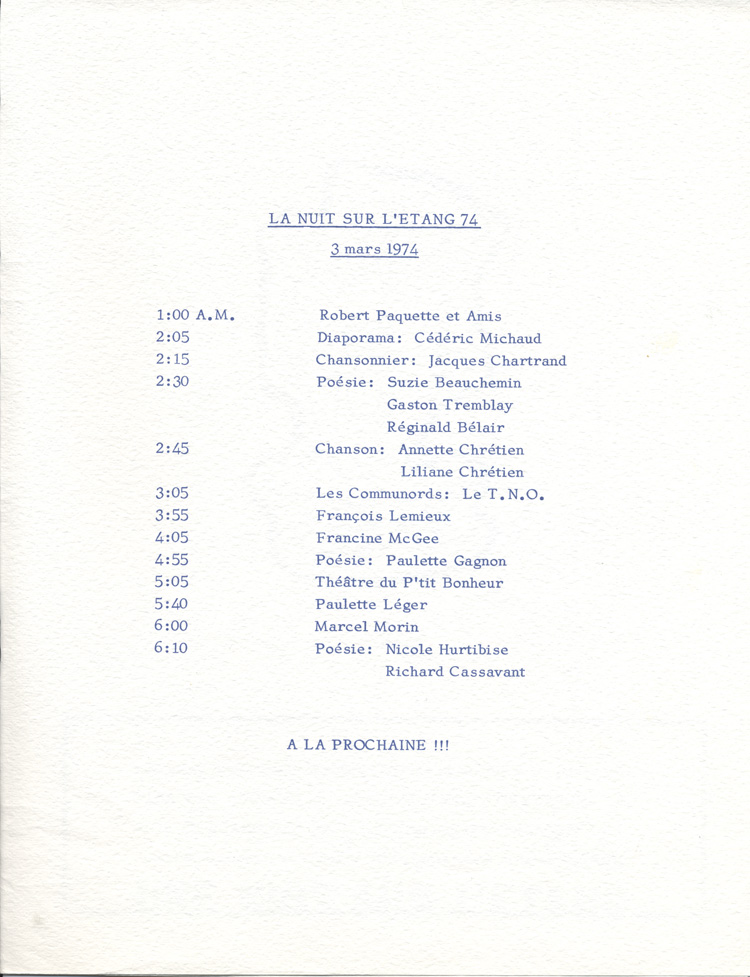 LA NUIT SUR L'ETANG 74
3 mars 1974
1:00 A.M. Robert Paquette et Amis
2:05 Diaporama: Cédéric Michaud
2:15 Chansonnier: Jacques Chartrand
2:30 Poésie: Suzie Beauchemin
Gaston Tremblay
Réginald Bélair
2:45 Chanson: Annette Chrétien
Liliane Chrétien
3:05 Les Communords: Le T.N.O.
3:55 François Lemieux
4:05 Francine McGee
4:55 Poésie: Paulette Gagnon
5:05 Théâtre du P'tit Bonheur
5:40 Paulette Léger
6:00 Marcel Morin
6:10 Poésie: Nicole Hurtibise
Richard Cassavant
A LA PROCHAINE !!!